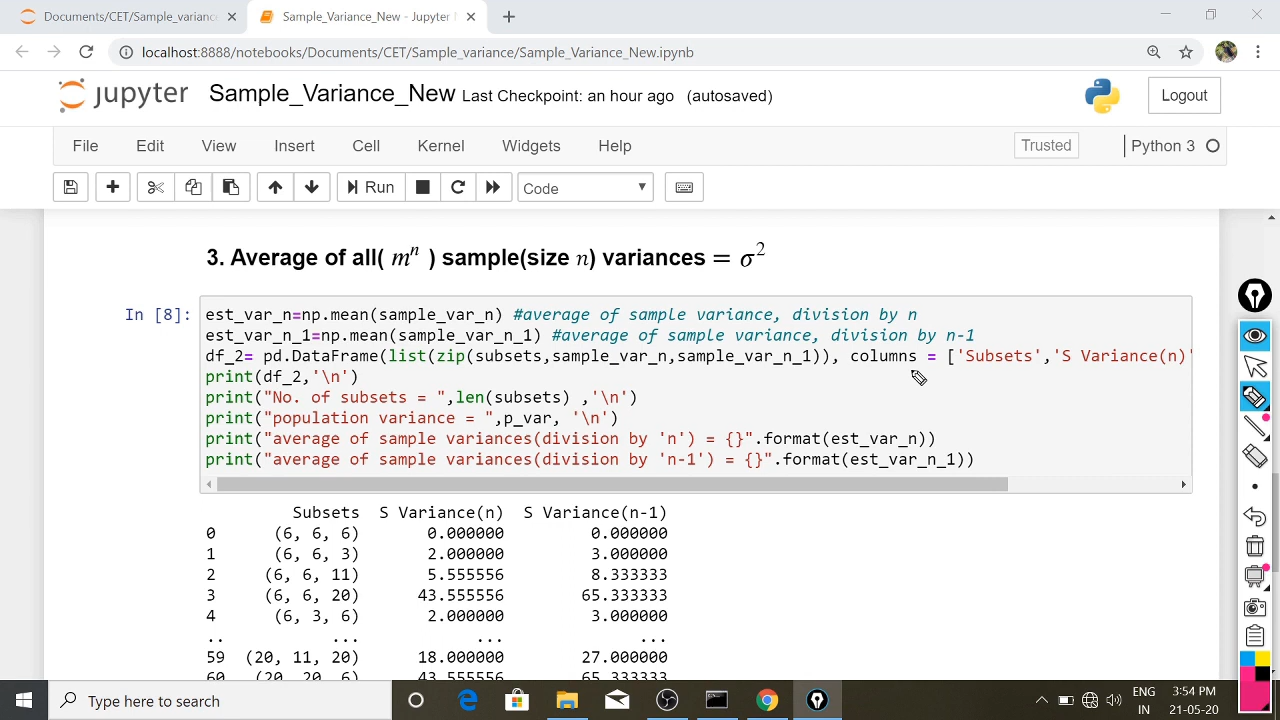 Documents/CET/Sample_variance
Sample_Variance_New - Jupyter N
localhost:8888/notebooks/Documents/CET/Sample_variance/Sample_Variance_New.ipynb
jupyter Sample_Variance_New Last Checkpoint: an hour ago (autosaved)
Logout
File Edit View Insert Cell Kernel Widgets Help
Trusted
Python 3
Run
Code
3. Average of all( mⁿ ) sample(size n) variances = σ²
In [8]:
est_var_n=np.mean(sample_var_n) #average of sample variance, division by n
est_var_n_1=np.mean(sample_var_n_1) #average of sample variance, division by n-1
df_2= pd.DataFrame(list(zip(subsets,sample_var_n,sample_var_n_1)), columns = ['Subsets','S Variance(n)'
print(df_2,'\n')
print("No. of subsets = ",len(subsets) ,'\n')
print("population variance = ",p_var, '\n')
print("average of sample variances(division by 'n') = {}".format(est_var_n))
print("average of sample variances(division by 'n-1') = {}".format(est_var_n_1))
Subsets S Variance(n) S Variance(n-1)
0 (6, 6, 6) 0.000000 0.000000
1 (6, 6, 3) 2.000000 3.000000
2 (6, 6, 11) 5.555556 8.333333
3 (6, 6, 20) 43.555556 65.333333
4 (6, 3, 6) 2.000000 3.000000
.. ... ... ...
59 (20, 11, 20) 18.000000 27.000000
60 (20, 20, 6) 43.555556 65.333333
Type here to search
ENG
IN
3:54 PM
21-05-20